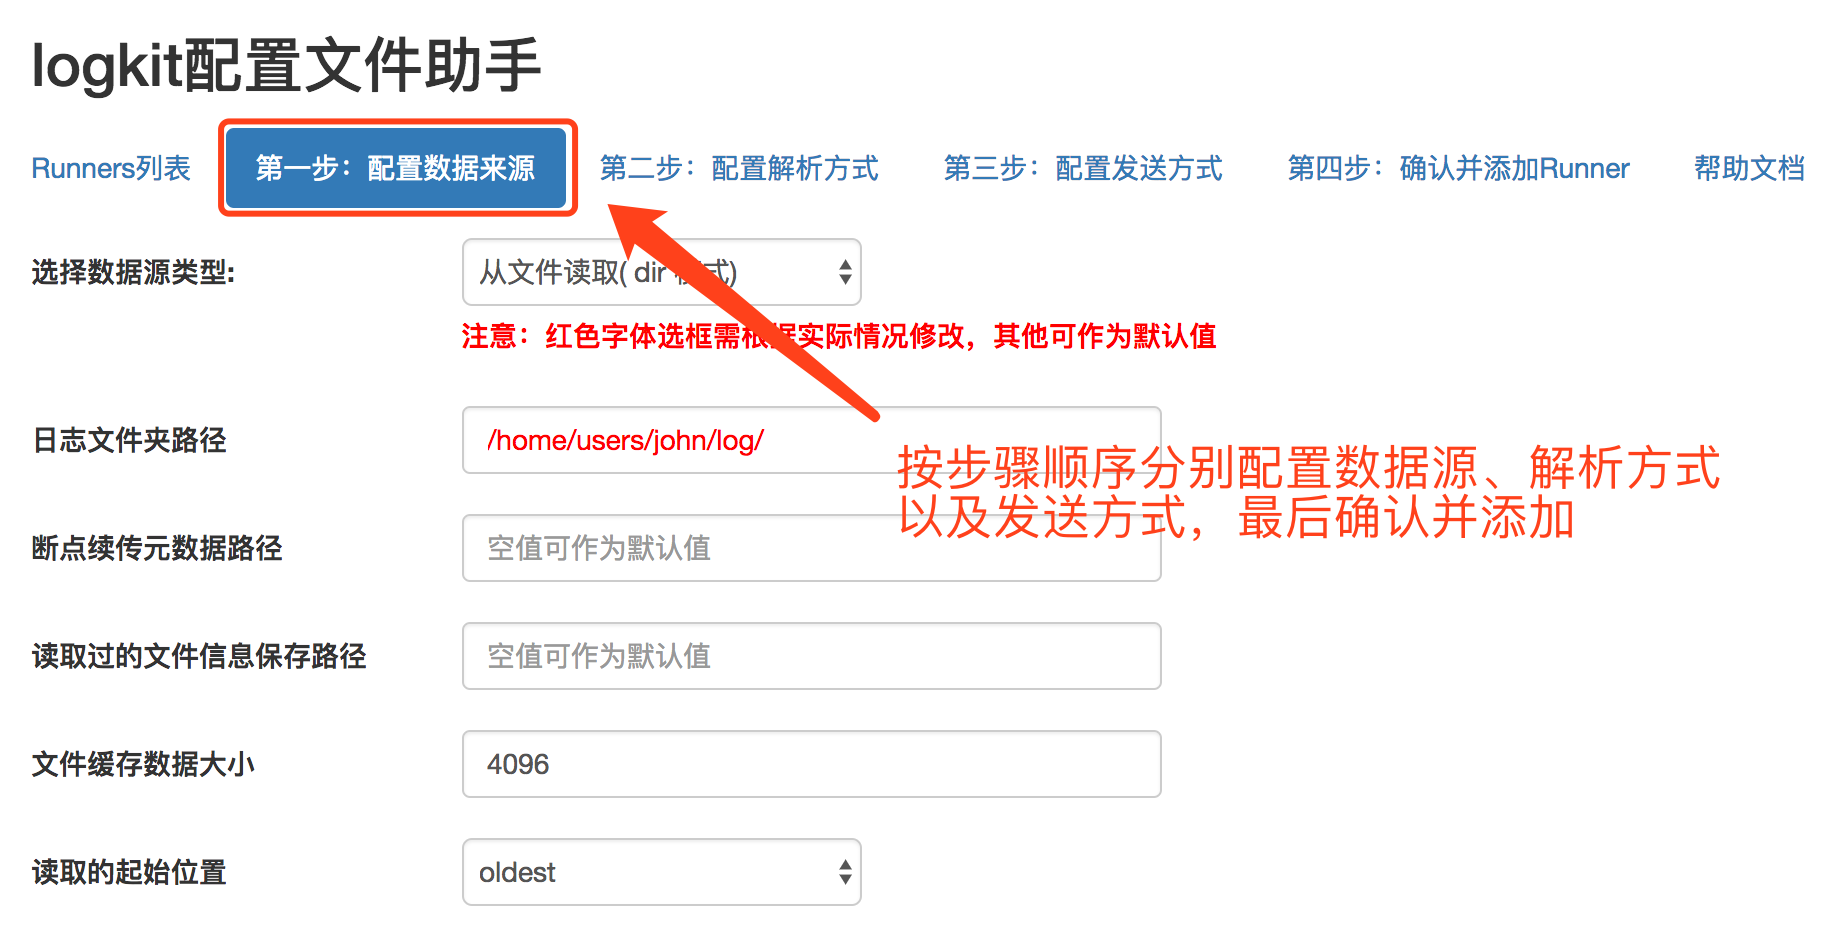 logkit配置文件助手
Runners列表 第一步：配置数据来源 第二步：配置解析方式 第三步：配置发送方式 第四步：确认并添加Runner 帮助文档
选择数据源类型: 从文件读取( dir 模式)
注意：红色字体选框需根据实际情况修改，其他可作为默认值
日志文件夹路径 /home/users/john/log/
按步骤顺序分别配置数据源、解析方式
以及发送方式，最后确认并添加
断点续传元数据路径 空值可作为默认值
读取过的文件信息保存路径 空值可作为默认值
文件缓存数据大小 4096
读取的起始位置 oldest